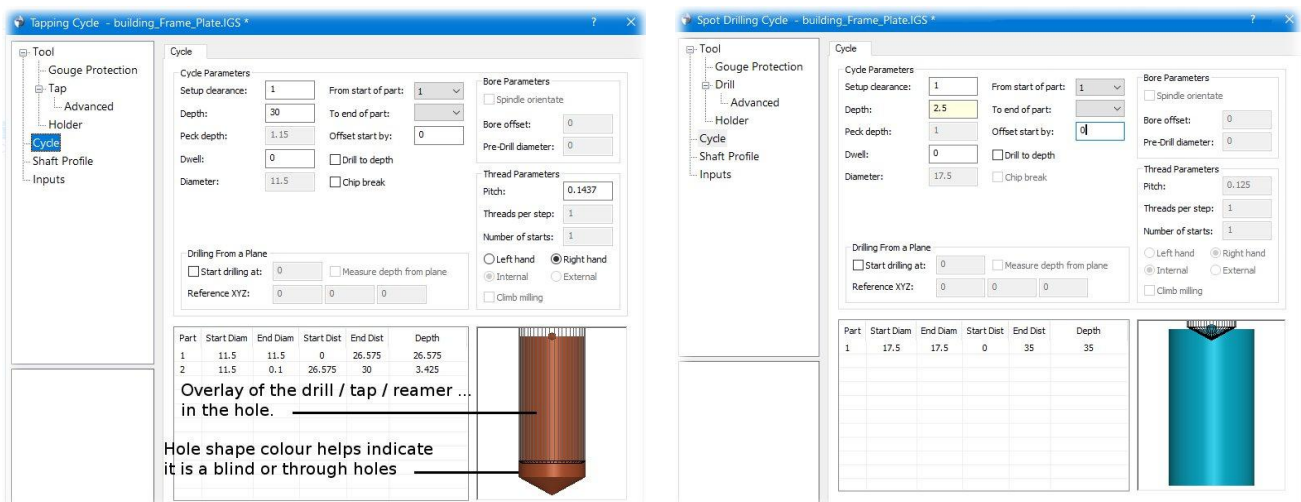 Tapping Cycle - building_Frame_Plate.IGS *
? ×
Tool
Gouge Protection
Tap
Advanced
Holder
Cycle
Shaft Profile
Inputs
Cycle
Cycle Parameters
Setup clearance: 1 From start of part: 1
Depth: 30 To end of part:
Peck depth: 1.15 Offset start by: 0
Dwell: 0 Drill to depth
Diameter: 11.5 Chip break
Bore Parameters
Spindle orientate
Bore offset: 0
Pre-Drill diameter: 0
Thread Parameters
Pitch: 0.1437
Threads per step: 1
Number of starts: 1
Left hand Right hand
Internal External
Climb milling
Drilling From a Plane
Start drilling at: 0 Measure depth from plane
Reference XYZ: 0 0 0
Part Start Diam End Diam Start Dist End Dist Depth
1 11.5 11.5 0 26.575 26.575
2 11.5 0.1 26.575 30 3.425
Overlay of the drill / tap / reamer ...
in the hole.
Hole shape colour helps indicate
it is a blind or through holes
Spot Drilling Cycle - building_Frame_Plate.IGS *
? ×
Tool
Gouge Protection
Drill
Advanced
Holder
Cycle
Shaft Profile
Inputs
Cycle
Cycle Parameters
Setup clearance: 1 From start of part: 1
Depth: 2.5 To end of part:
Peck depth: 1 Offset start by: 0
Dwell: 0 Drill to depth
Diameter: 17.5 Chip break
Bore Parameters
Spindle orientate
Bore offset: 0
Pre-Drill diameter: 0
Thread Parameters
Pitch: 0.125
Threads per step: 1
Number of starts: 1
Left hand Right hand
Internal External
Climb milling
Drilling From a Plane
Start drilling at: 0 Measure depth from plane
Reference XYZ: 0 0 0
Part Start Diam End Diam Start Dist End Dist Depth
1 17.5 17.5 0 35 35